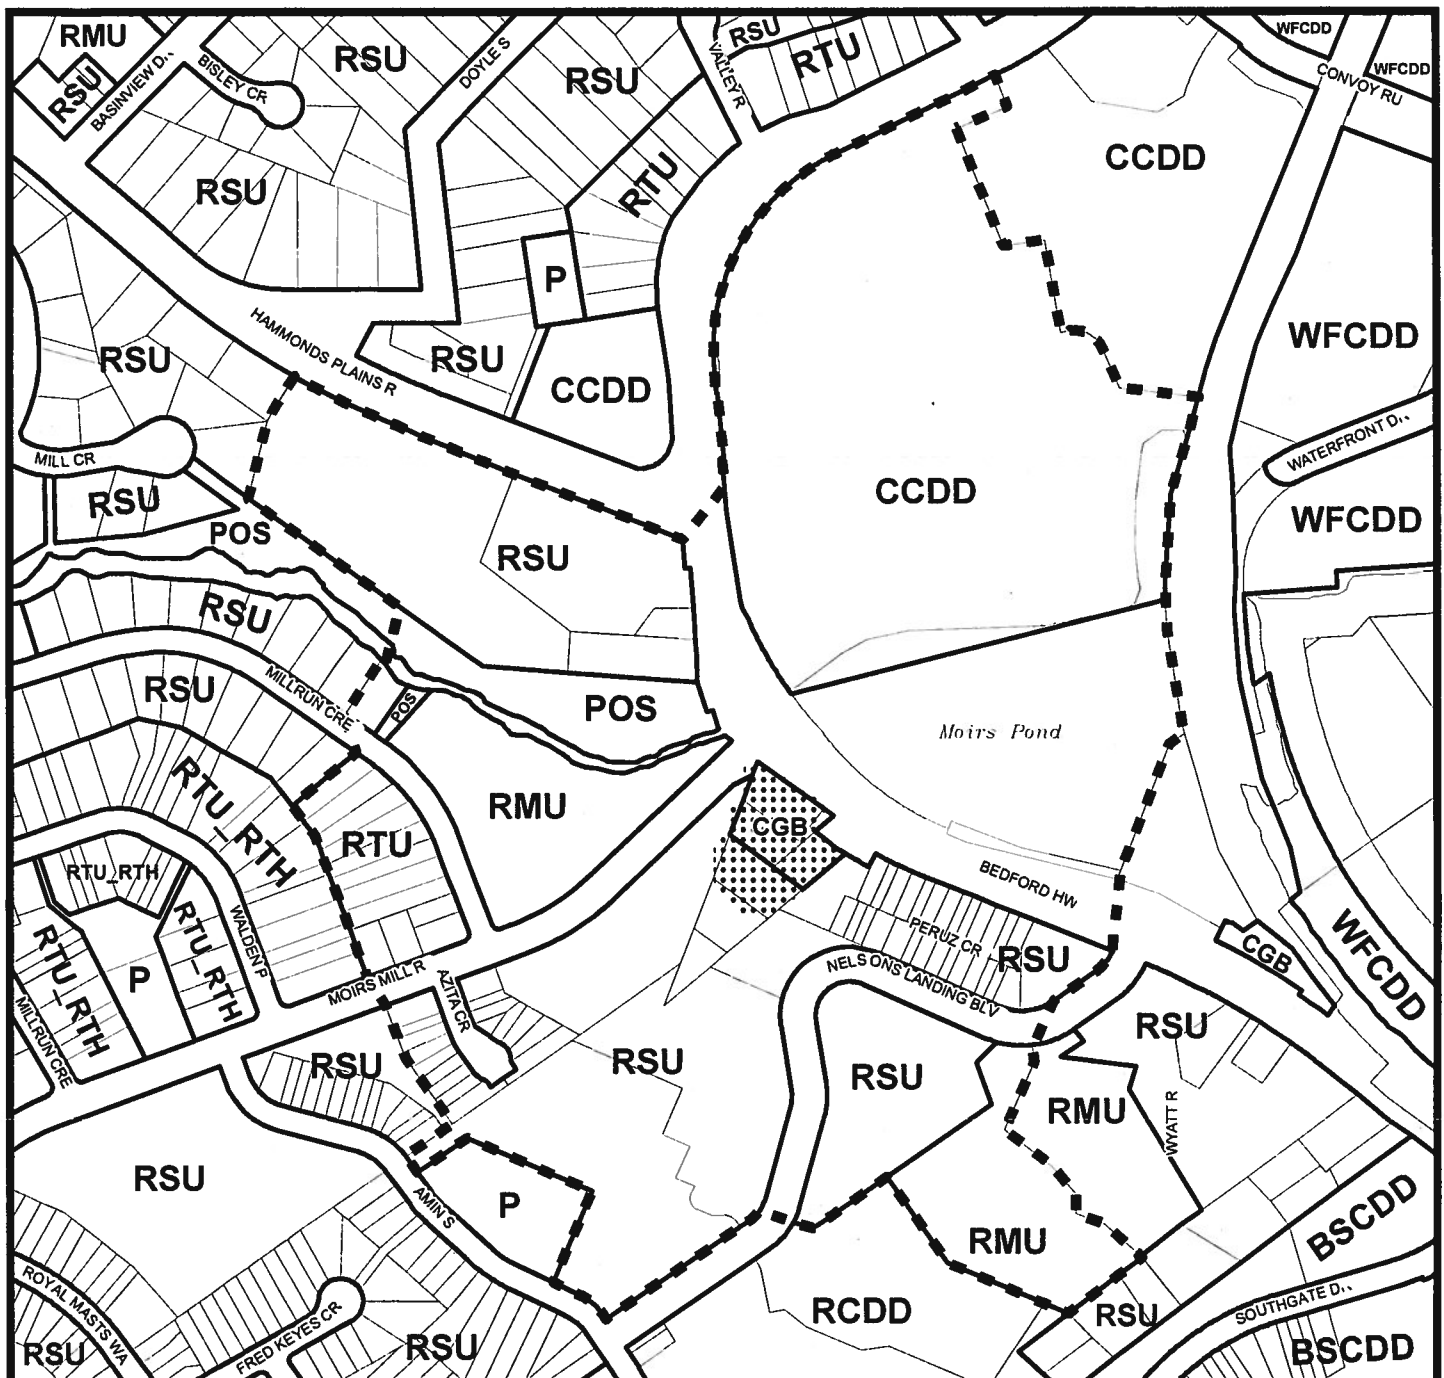 RMU
RSU
BASINVIEW D..
BISLEY CR
RSU
DOYLE S
RSU
VALLEY R
RSU
RTU
WFCDD
WFCDD
CONVOY RU
CCDD
RSU
RTU
P
HAMMONDS PLAINS R
RSU
RSU
CCDD
WFCDD
WATERFRONT D..
MILL CR
RSU
POS
RSU
CCDD
WFCDD
RSU
RSU
MILLRUN CRE
POS
POS
Moirs Pond
RTU_RTH
RMU
RTU
CGB
RTU_RTH
BEDFORD HW
WALDEN P
RTU_RTH
RTU_RTH
P
PERUZ CR
RSU
NELSONS LANDING BLV
CGB
WFCDD
MOIRS MILL R
AZITA CR
MILLRUN CRE
RSU
RSU
RSU
RSU
RMU
WYATT R
RSU
AMIN S
P
RMU
BSCDD
ROYAL MASTS WA
RSU
FRED KEYES CR
RSU
RCDD
RSU
SOUTHGATE D..
BSCDD